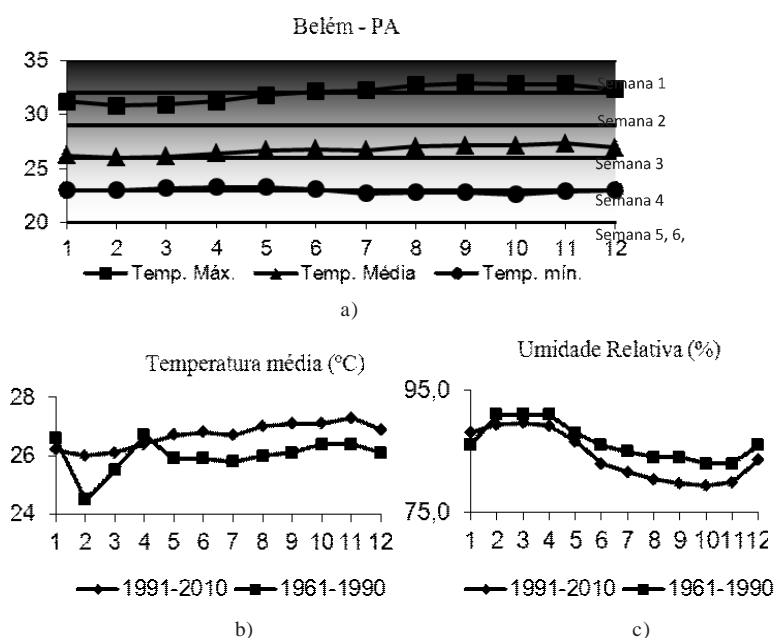 Belém - PA
35
30
25
20
Semana 1
Semana 2
Semana 3
Semana 4
Semana 5, 6,
1 2 3 4 5 6 7 8 9 10 11 12
Temp. Máx. Temp. Média Temp. mín.
a)
Temperatura média (ºC)
28
26
24
1 2 3 4 5 6 7 8 9 10 11 12
1991-2010 1961-1990
b)
Umidade Relativa (%)
95,0
75,0
1 2 3 4 5 6 7 8 9 10 11 12
1991-2010 1961-1990
c)